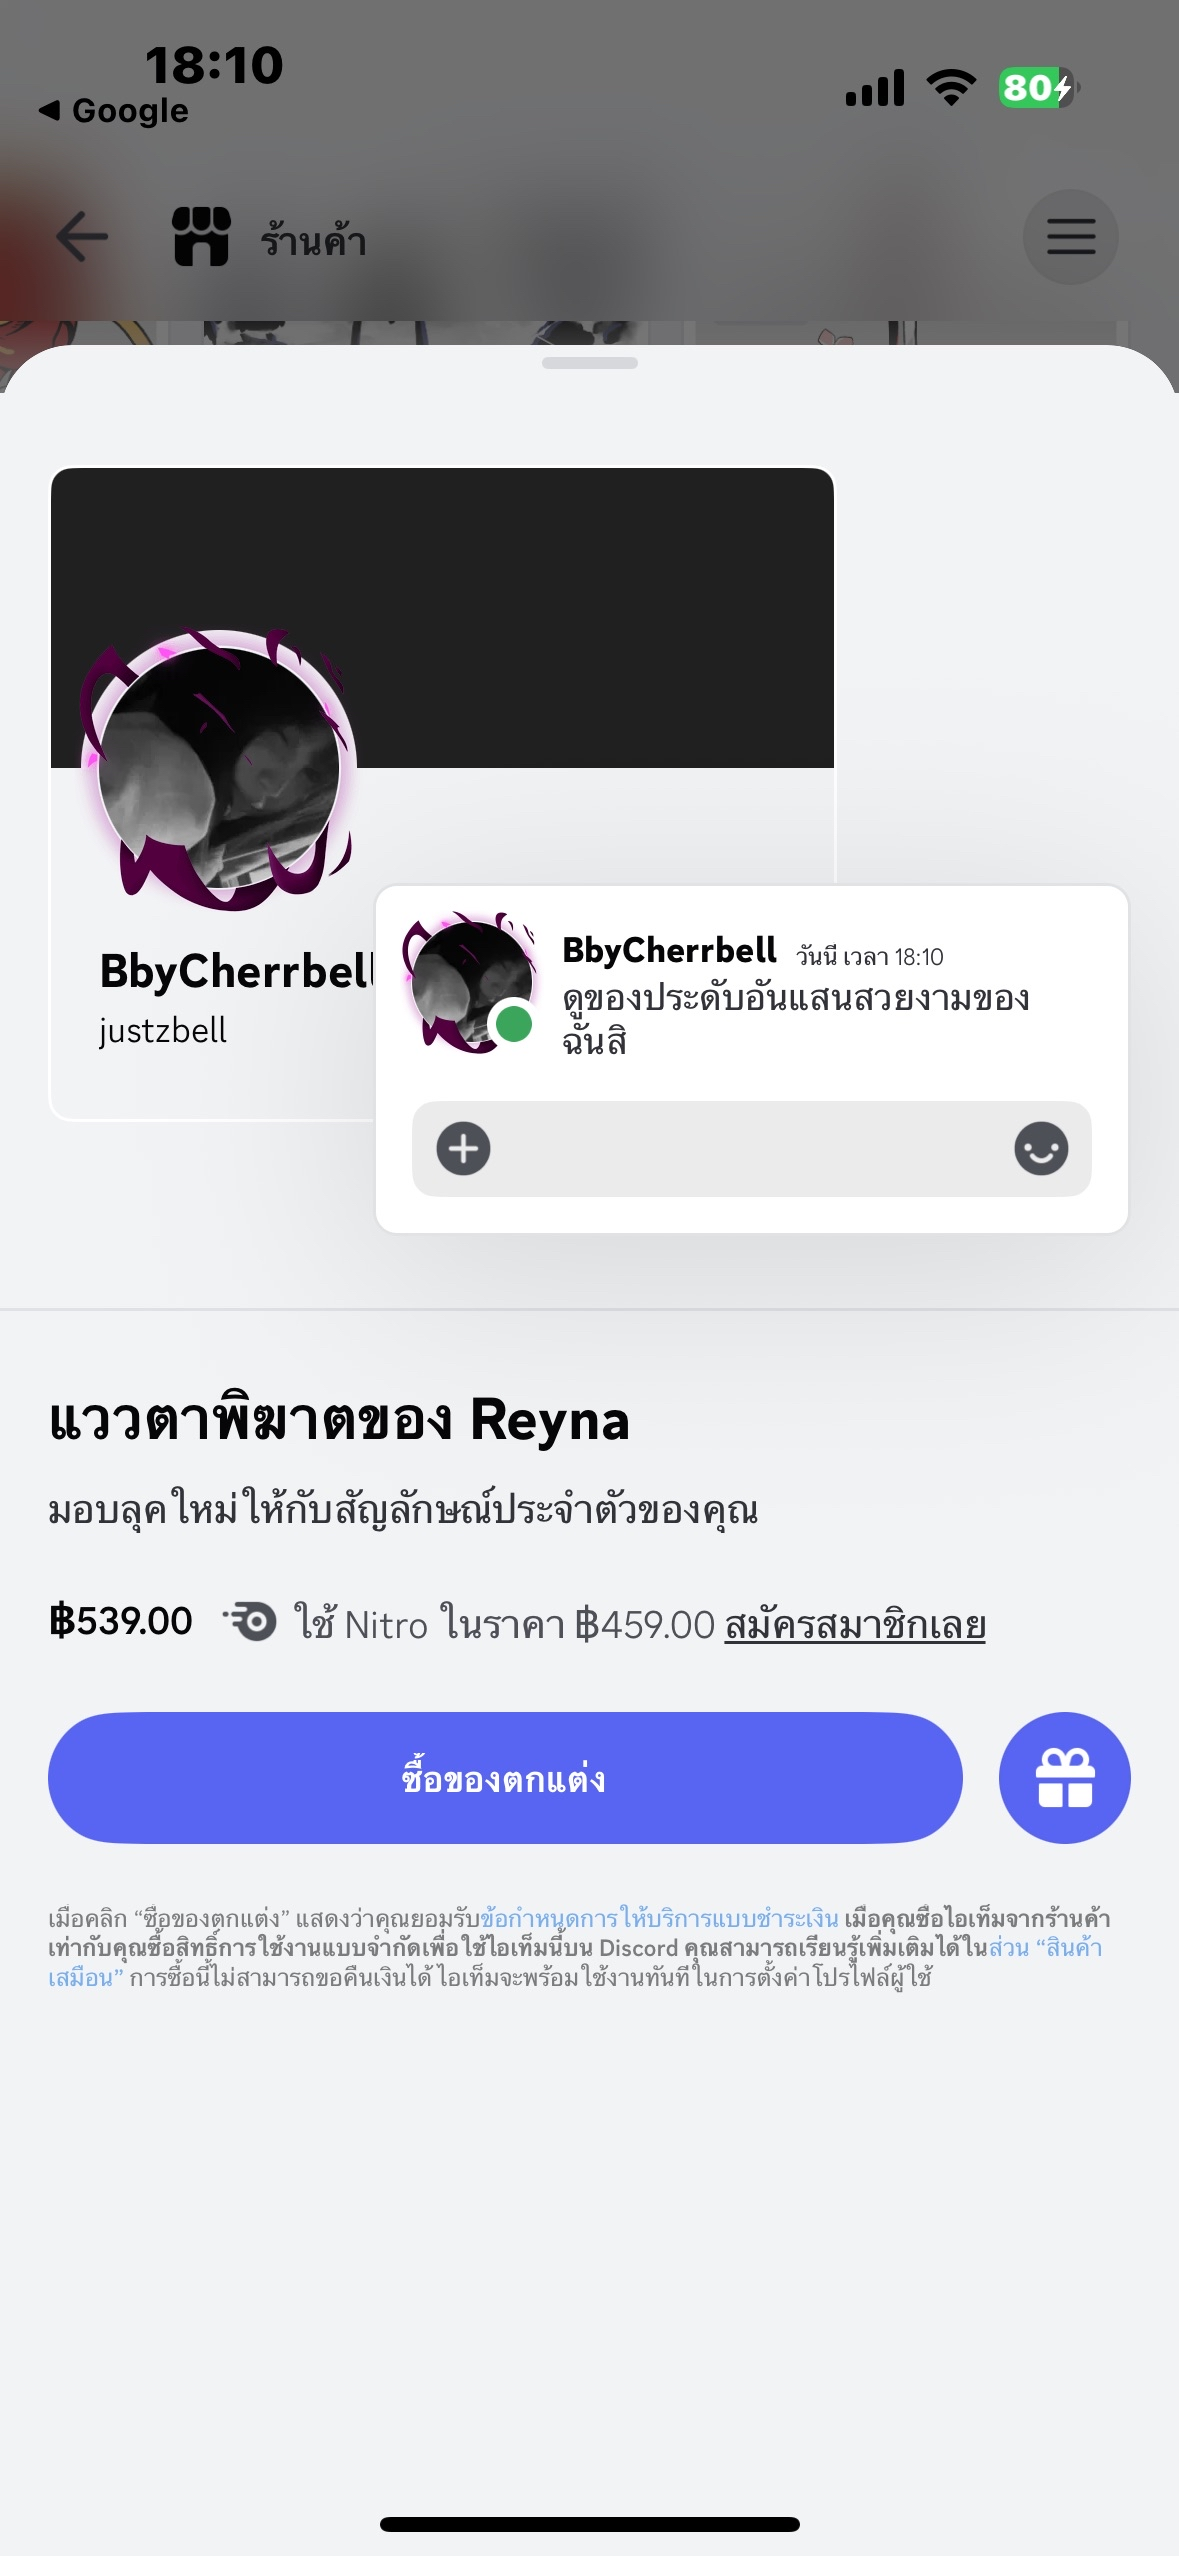 18:10
Google
80
ร้านค้า
BbyCherrbell
justzbell
BbyCherrbell วันนี้ เวลา 18:10
ดูของประดับอันแสนสวยงามของ
ฉันสิ
แววตาพิฆาตของ Reyna
มอบลุคใหม่ให้กับสัญลักษณ์ประจำตัวของคุณ
฿539.00 ใช้ Nitro ในราคา ฿459.00 สมัครสมาชิกเลย
ซื้อของตกแต่ง
เมื่อคลิก “ซื้อของตกแต่ง” แสดงว่าคุณยอมรับข้อกำหนดการให้บริการแบบชำระเงิน เมื่อคุณซื้อไอเท็มจากร้านค้า
เท่ากับคุณซื้อสิทธิ์การใช้งานแบบจำกัดเพื่อใช้ไอเท็มนี้บน Discord คุณสามารถเรียนรู้เพิ่มเติมได้ในส่วน “สินค้า
เสมือน” การซื้อนี้ไม่สามารถขอคืนเงินได้ ไอเท็มจะพร้อมใช้งานทันทีในการตั้งค่าโปรไฟล์ผู้ใช้